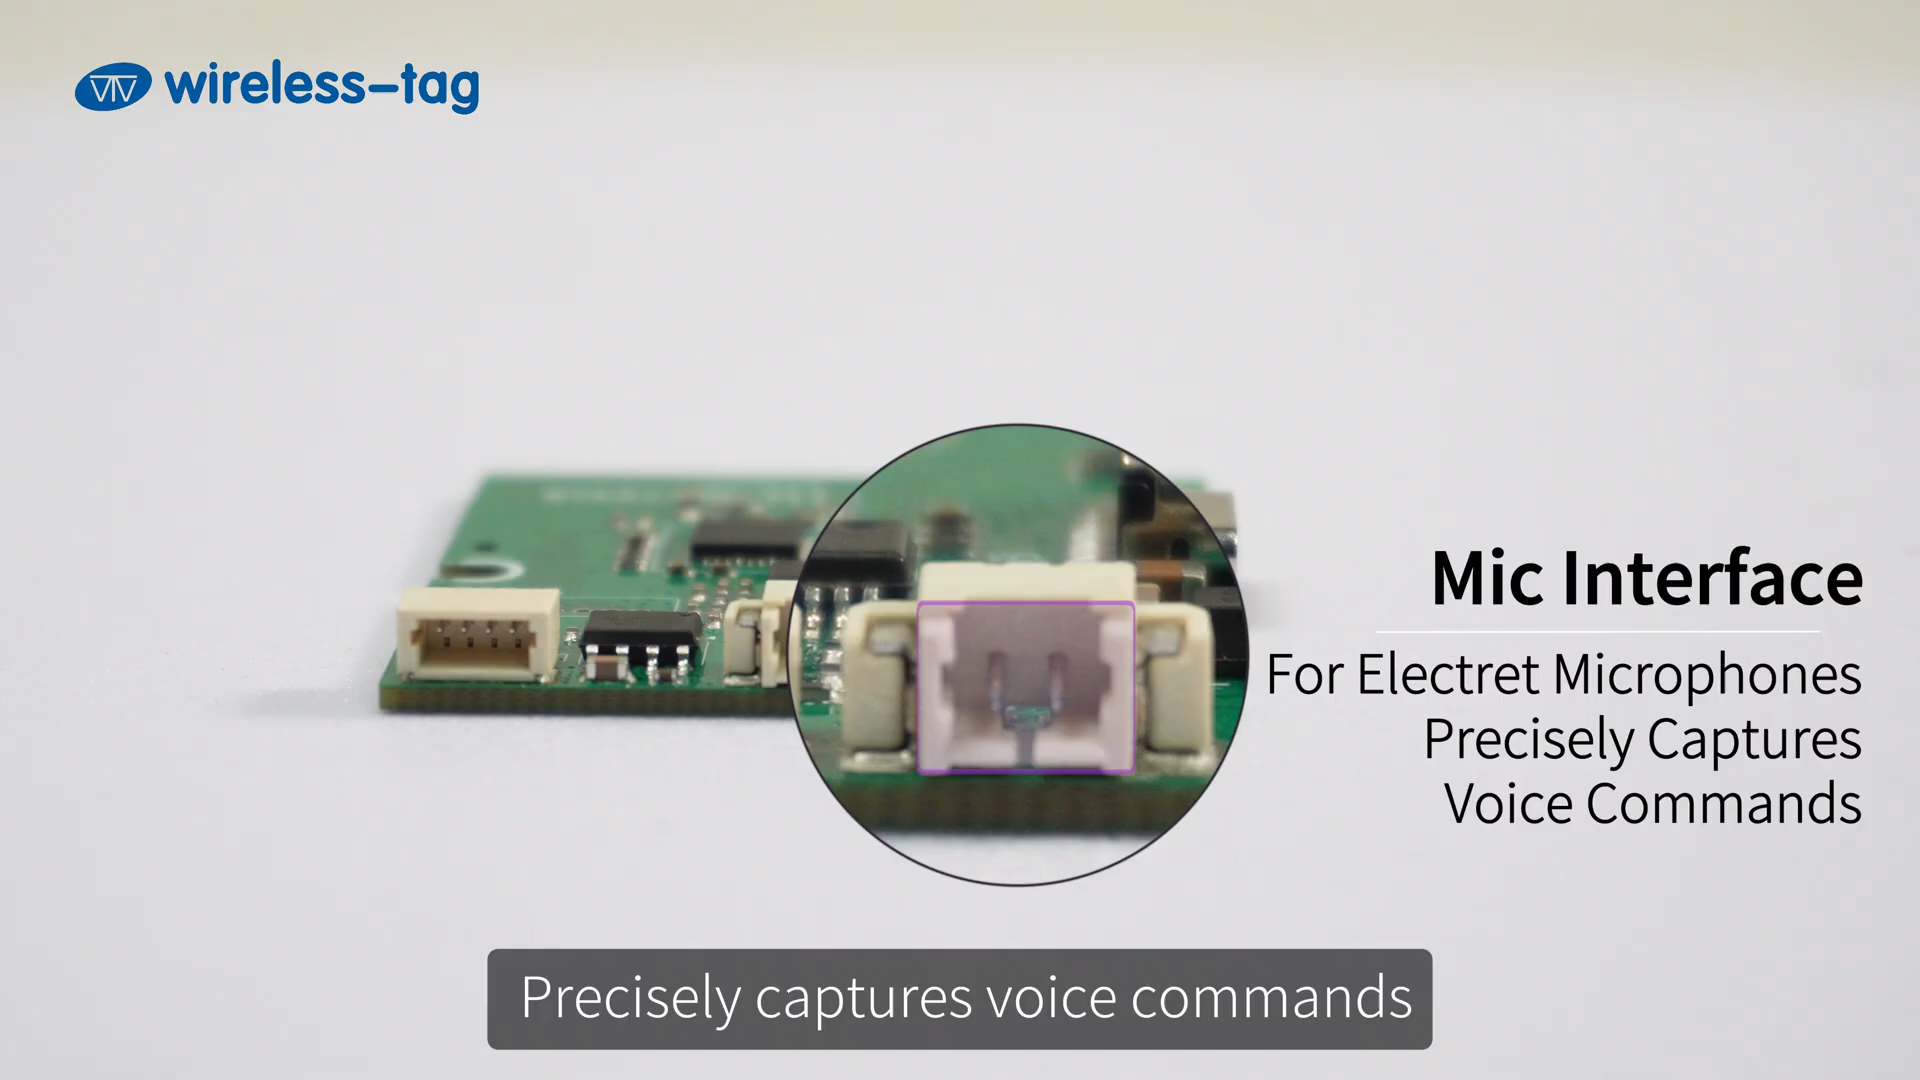 wireless-tag
Mic Interface
For Electret Microphones
Precisely Captures
Voice Commands
Precisely captures voice commands